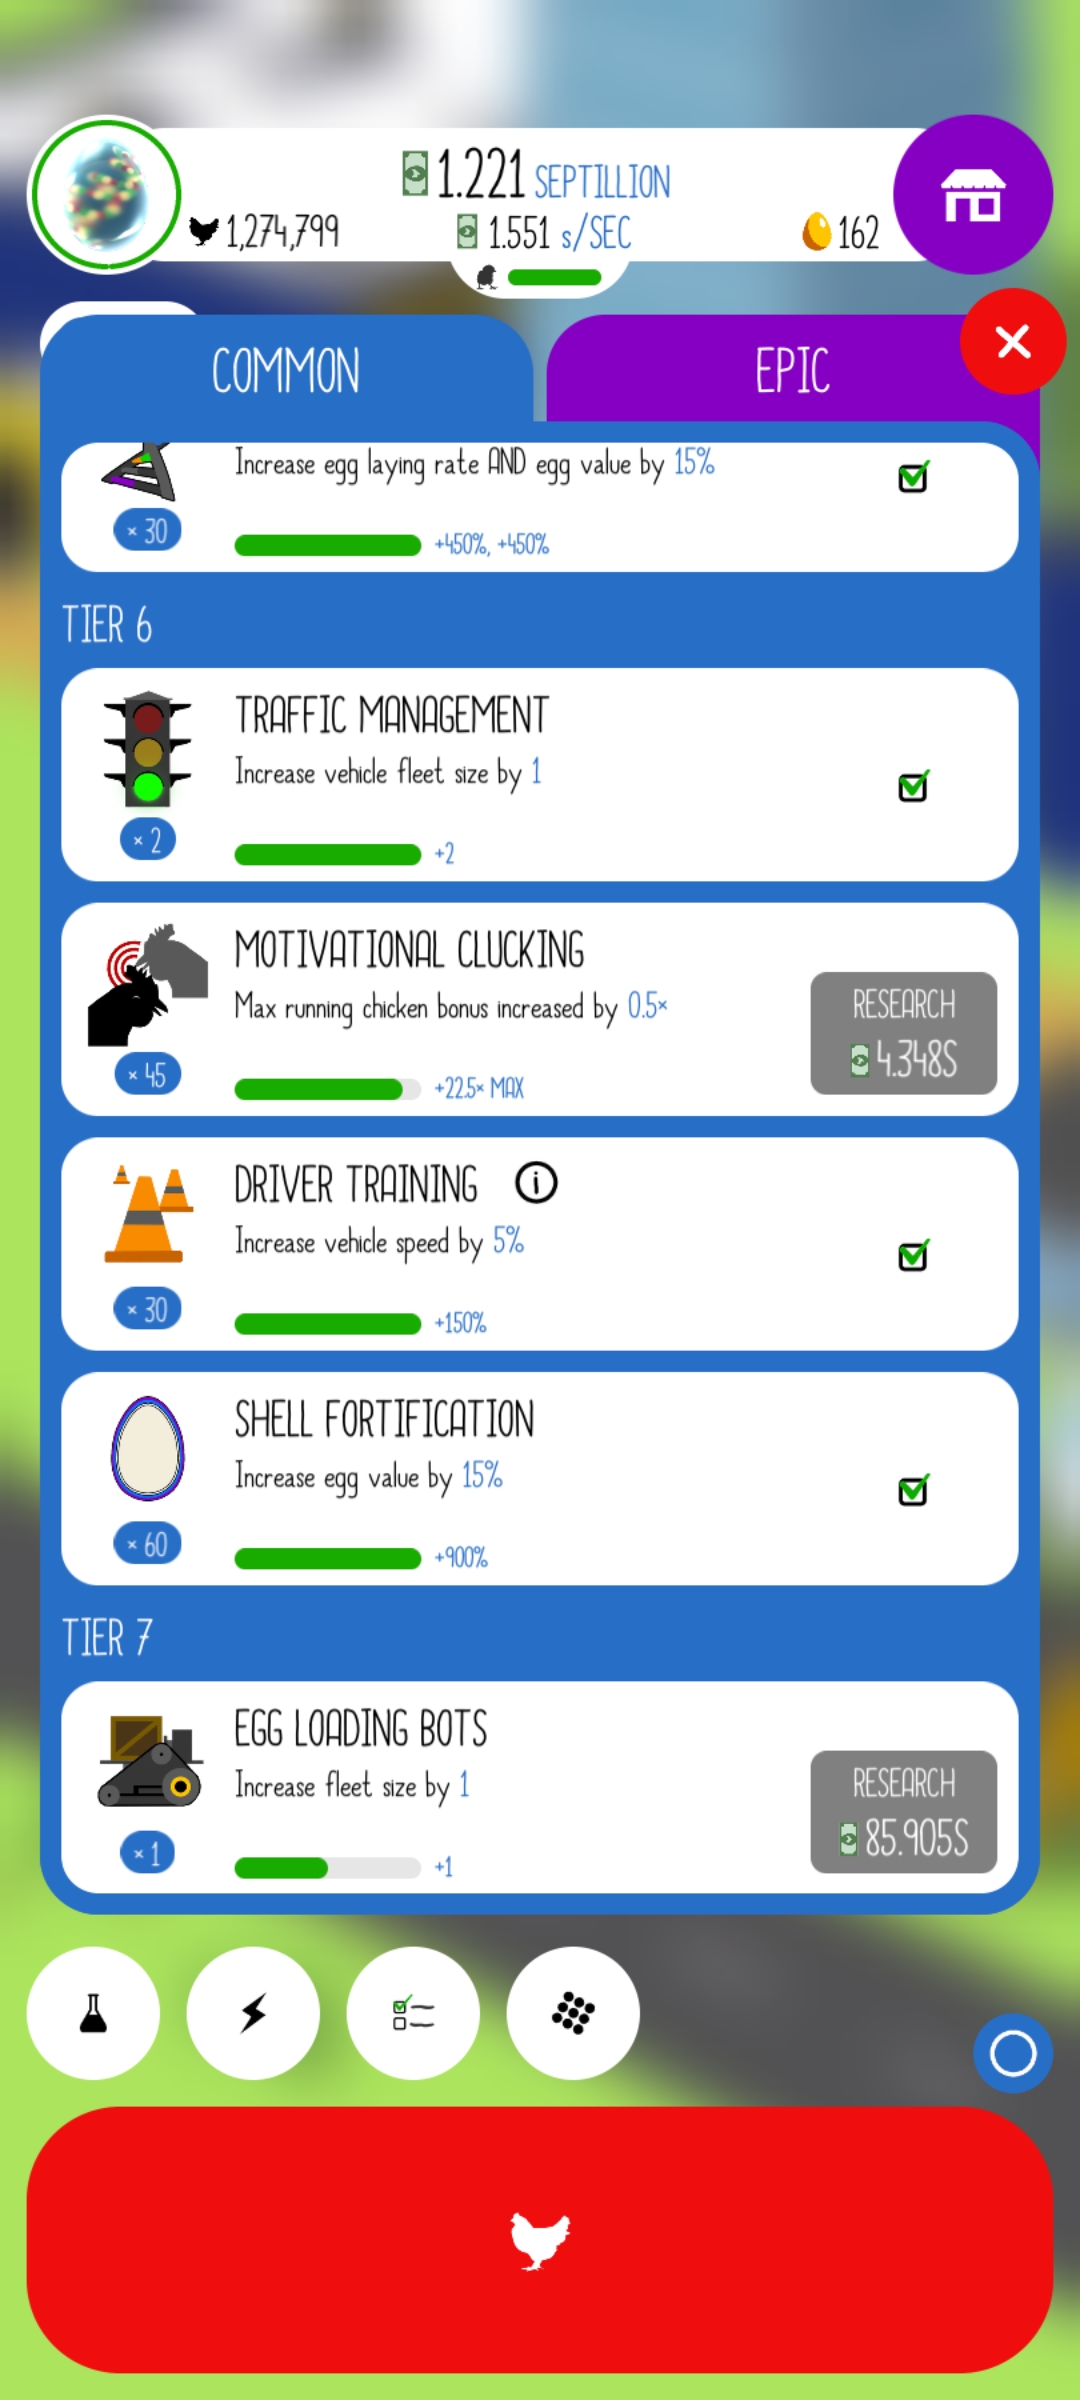 1.221 SEPTILLION
1,274,799
1.551 s/SEC
162
COMMON
EPIC
Increase egg laying rate AND egg value by 15%
× 30
+450%, +450%
TIER 6
TRAFFIC MANAGEMENT
Increase vehicle fleet size by 1
× 2
+2
MOTIVATIONAL CLUCKING
Max running chicken bonus increased by 0.5×
RESEARCH
4.348S
× 45
+22.5× MAX
DRIVER TRAINING
Increase vehicle speed by 5%
× 30
+150%
SHELL FORTIFICATION
Increase egg value by 15%
× 60
+900%
TIER 7
EGG LOADING BOTS
Increase fleet size by 1
RESEARCH
85.905S
× 1
+1